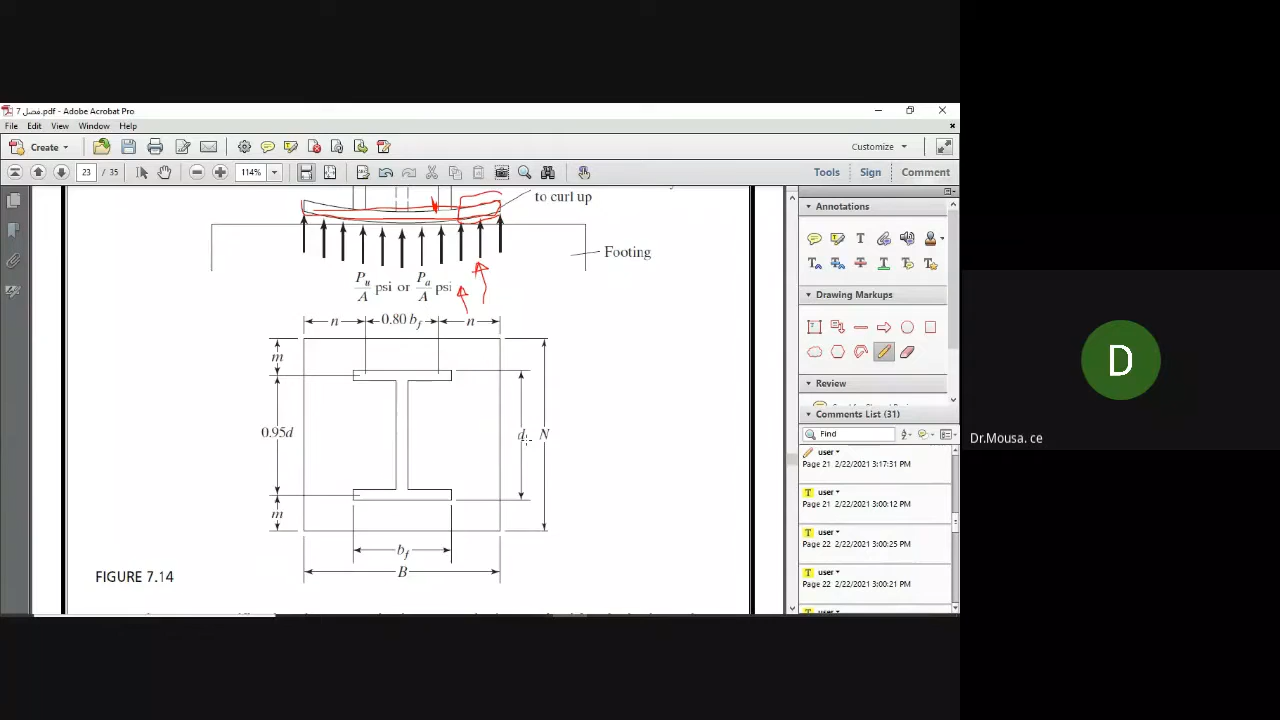 فصل 7.pdf - Adobe Acrobat Pro
File Edit View Window Help
Create Customize
23 / 35 114% Tools Sign Comment
to curl up
Footing
Pu/A psi or Pa/A psi
n 0.80 bf n
m
0.95d d N
m
bf
B
FIGURE 7.14
Annotations
Drawing Markups
Review
Comments List (31)
Find
user
Page 21 2/22/2021 3:17:31 PM
user
Page 21 2/22/2021 3:00:12 PM
user
Page 22 2/22/2021 3:00:25 PM
user
Page 22 2/22/2021 3:00:21 PM
user
D
Dr.Mousa. ce